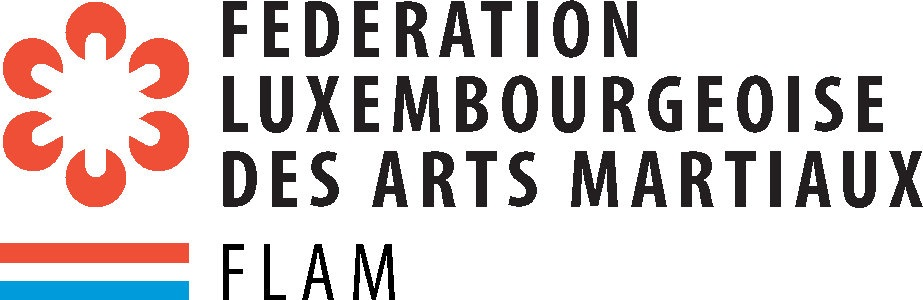 FEDERATION
LUXEMBOURGEOISE
DES ARTS MARTIAUX
FLAM